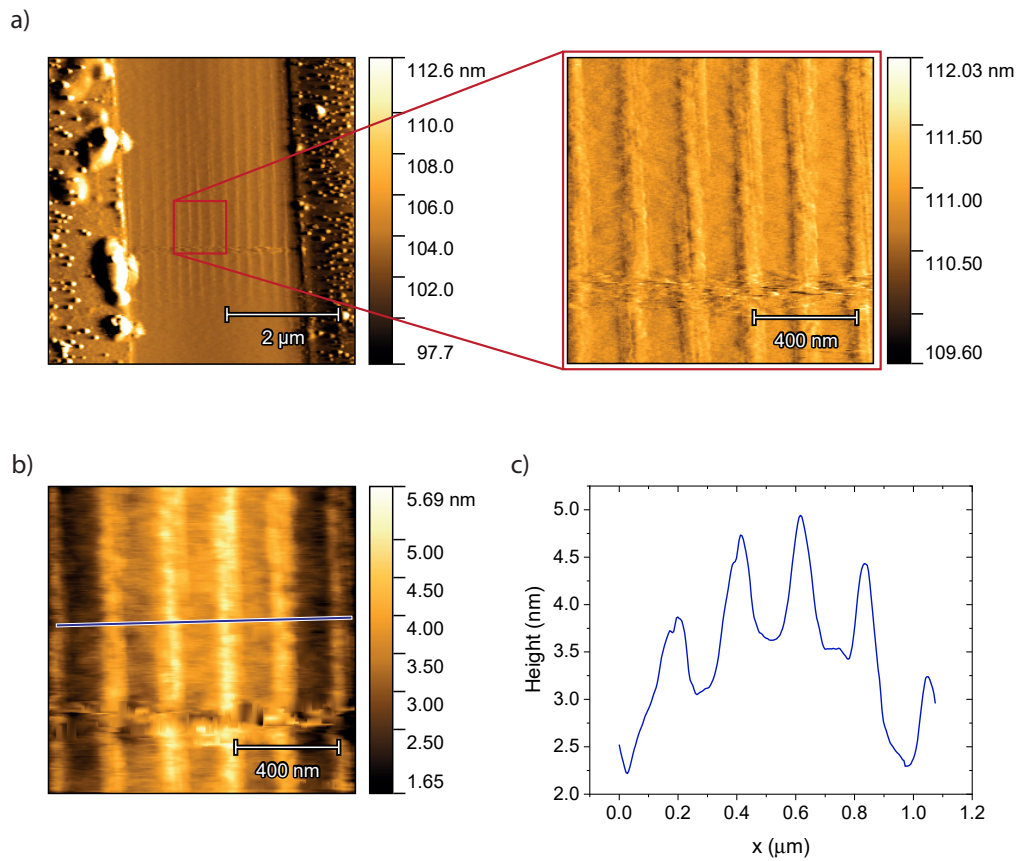 a)
112.6 nm
110.0
108.0
106.0
104.0
102.0
97.7
2 μm
112.03 nm
111.50
111.00
110.50
109.60
400 nm
b)
5.69 nm
5.00
4.50
4.00
3.50
3.00
2.50
1.65
400 nm
c)
5.0
4.5
4.0
3.5
3.0
2.5
2.0
Height (nm)
0.0 0.2 0.4 0.6 0.8 1.0 1.2
x (μm)